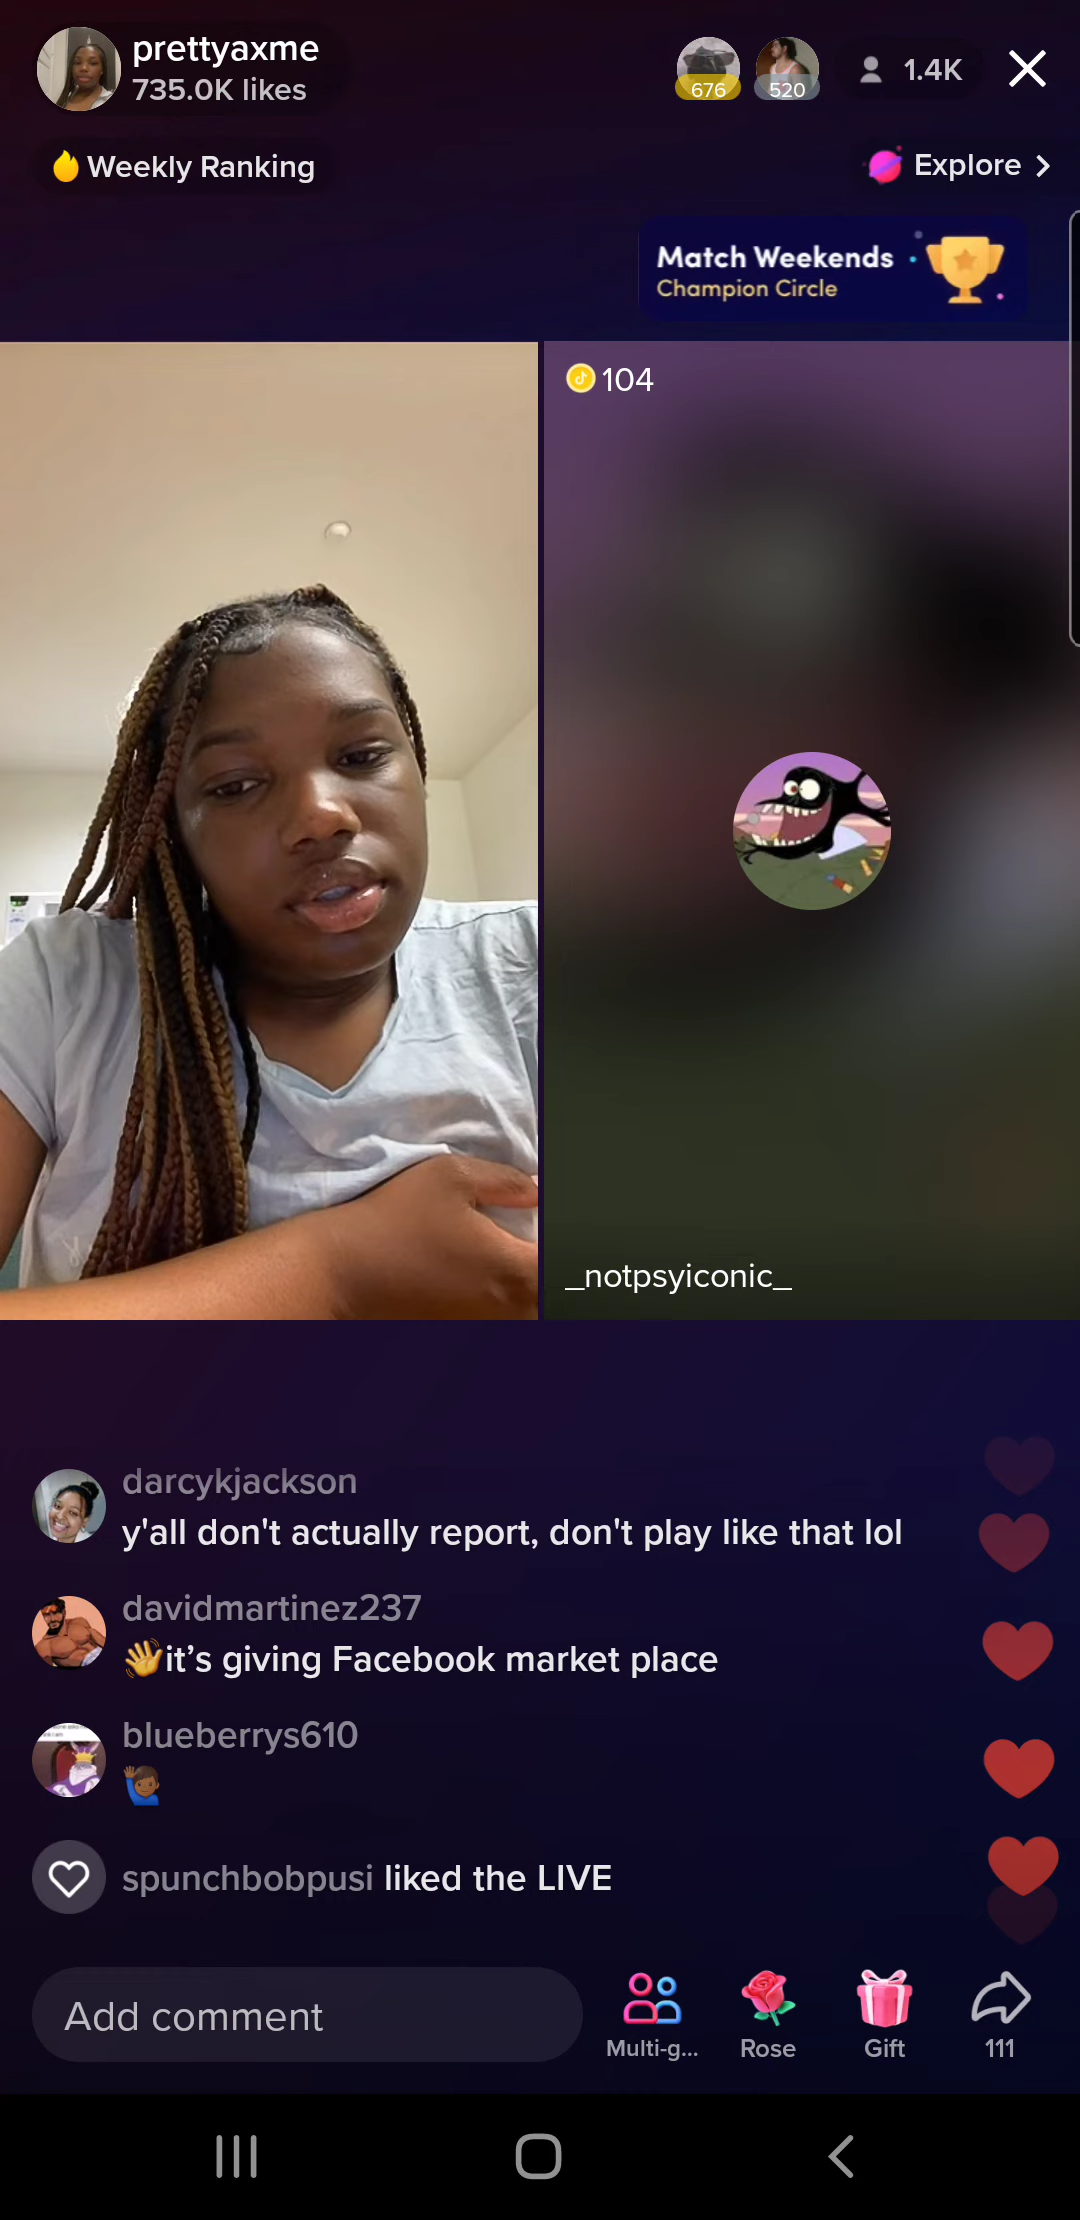 prettyaxme
735.0K likes
676
520
1.4K
Weekly Ranking
Explore
Match Weekends
Champion Circle
104
_notpsyiconic_
darcykjackson
y'all don't actually report, don't play like that lol
davidmartinez237
👋it's giving Facebook market place
blueberrys610
🙋🏾‍♂️
spunchbobpusi liked the LIVE
Add comment
Multi-g...
Rose
Gift
111